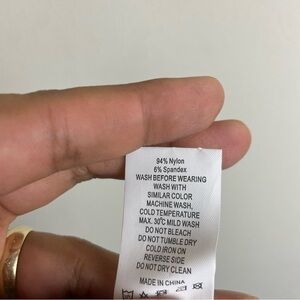 94% Nylon
6% Spandex
WASH BEFORE WEARING
WASH WITH
SIMILAR COLOR
MACHINE WASH,
COLD TEMPERATURE
MAX. 30℃ MILD WASH
DO NOT BLEACH
DO NOT TUMBLE DRY
COLD IRON ON
REVERSE SIDE
DO NOT DRY CLEAN
MADE IN CHINA